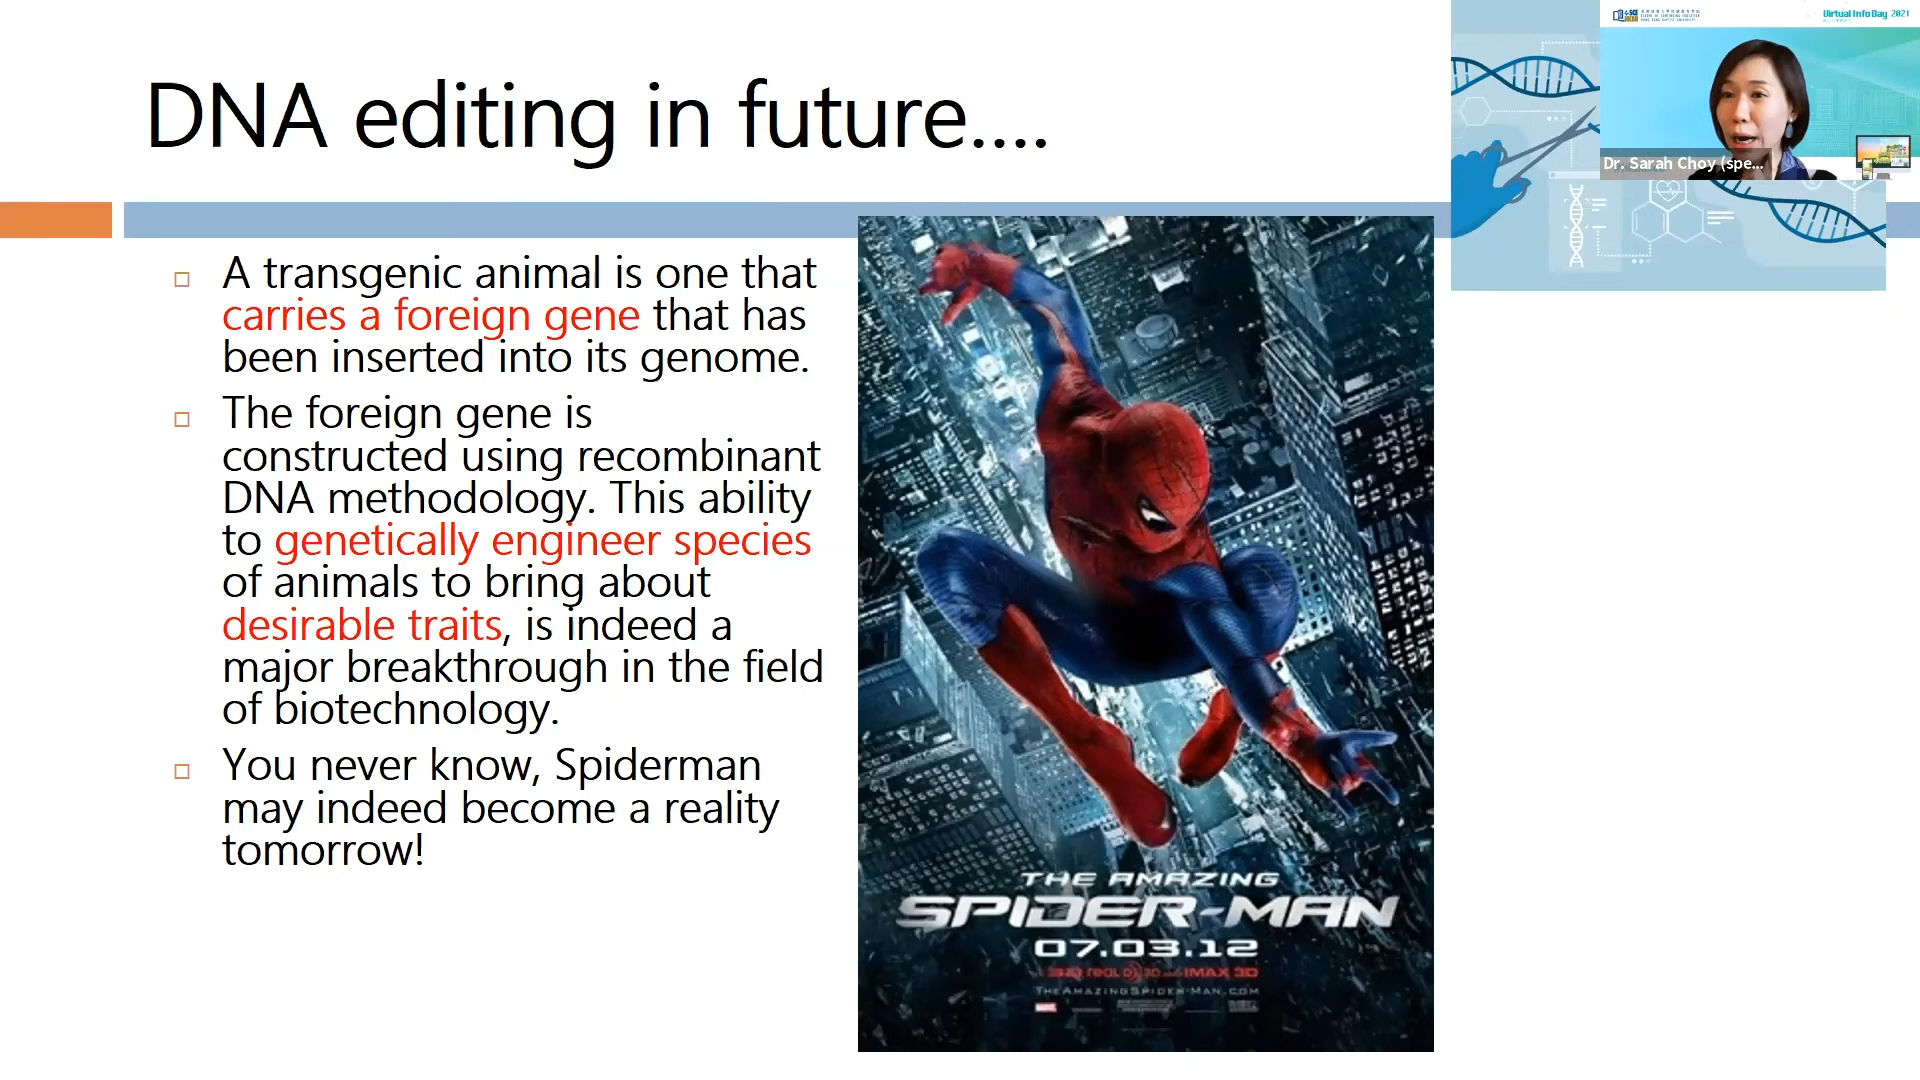 DNA editing in future....
Virtual Info Day 2021
Dr. Sarah Choy (spe...
A transgenic animal is one that
carries a foreign gene that has
been inserted into its genome.
The foreign gene is
constructed using recombinant
DNA methodology. This ability
to genetically engineer species
of animals to bring about
desirable traits, is indeed a
major breakthrough in the field
of biotechnology.
You never know, Spiderman
may indeed become a reality
tomorrow!
THE AMAZING
SPIDER-MAN
07.03.12
IMAX 3D
THEAMAZINGSPIDER-MAN.COM